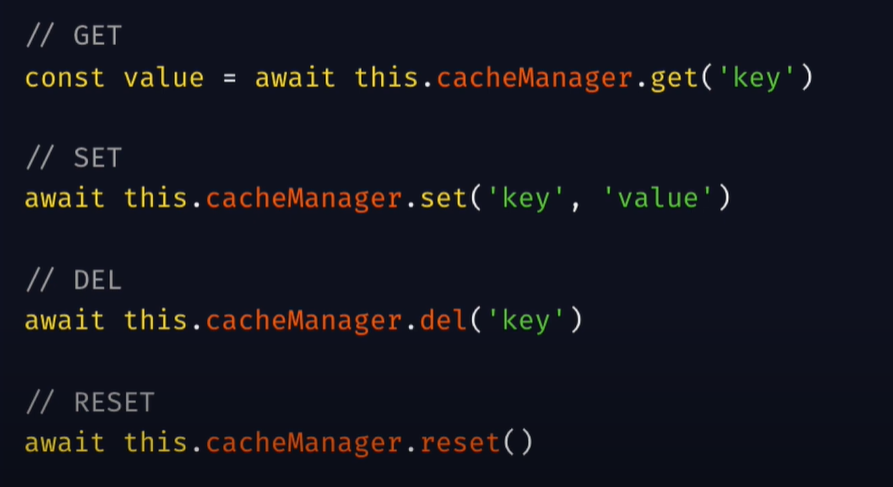 // GET
const value = await this.cacheManager.get('key')
// SET
await this.cacheManager.set('key', 'value')
// DEL
await this.cacheManager.del('key')
// RESET
await this.cacheManager.reset()